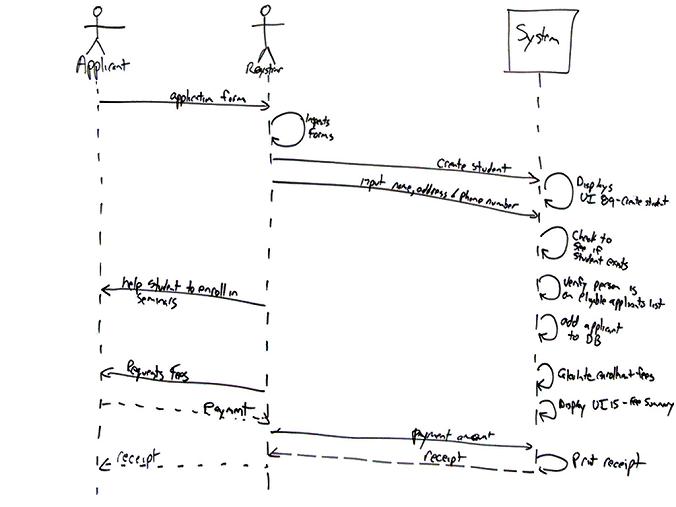 System
Applicant
Registrar
application form
Inspects
forms
Create student
Input name, address & phone number
Displays
UI 89-create student
Check to
see if
student exists
help student to enroll in
seminars
Verify person is
on eligible applicants list
add applicant
to DB
Requests fees
Calculate enrollment fees
Payment
Display UI 15 - Fee Summary
payment amount
receipt
receipt
Print receipt